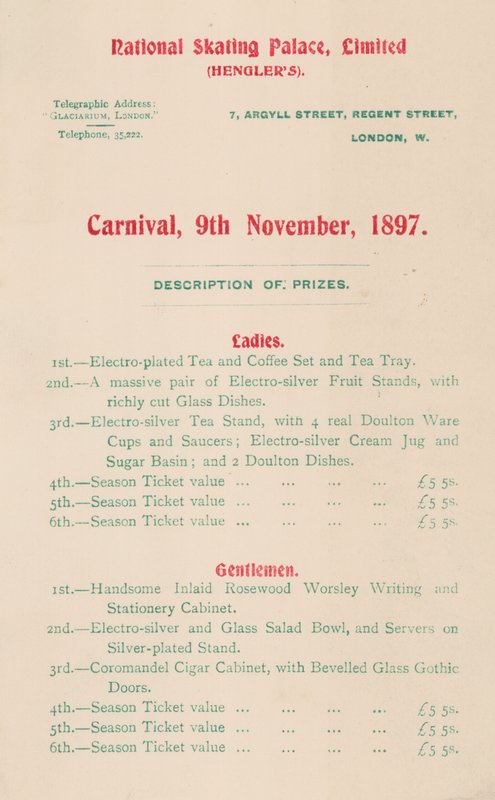 National Skating Palace, Limited
(HENGLER'S).
Telegraphic Address:
"GLACIARIUM, LONDON."
Telephone, 35,222.
7, ARGYLL STREET, REGENT STREET,
LONDON, W.
Carnival, 9th November, 1897.
DESCRIPTION OF PRIZES.
Ladies.
1st.—Electro-plated Tea and Coffee Set and Tea Tray.
2nd.—A massive pair of Electro-silver Fruit Stands, with
richly cut Glass Dishes.
3rd.—Electro-silver Tea Stand, with 4 real Doulton Ware
Cups and Saucers; Electro-silver Cream Jug and
Sugar Basin; and 2 Doulton Dishes.
4th.—Season Ticket value ... ... ... ... £5 5s.
5th.—Season Ticket value ... ... ... ... £5 5s.
6th.—Season Ticket value ... ... ... ... £5 5s.
Gentlemen.
1st.—Handsome Inlaid Rosewood Worsley Writing and
Stationery Cabinet.
2nd.—Electro-silver and Glass Salad Bowl, and Servers on
Silver-plated Stand.
3rd.—Coromandel Cigar Cabinet, with Bevelled Glass Gothic
Doors.
4th.—Season Ticket value ... ... ... ... £5 5s.
5th.—Season Ticket value ... ... ... ... £5 5s.
6th.—Season Ticket value ... ... ... ... £5 5s.